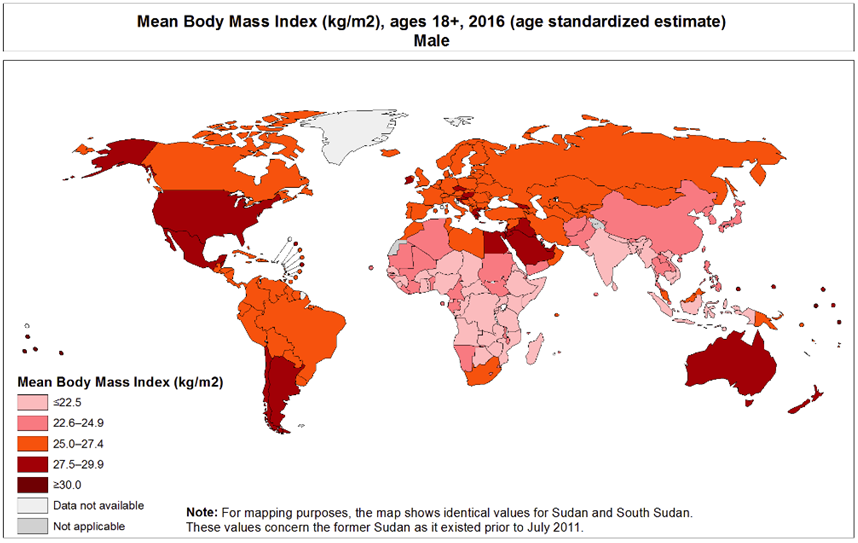 Mean Body Mass Index (kg/m2), ages 18+, 2016 (age standardized estimate)
Male
Mean Body Mass Index (kg/m2)
≤22.5
22.6–24.9
25.0–27.4
27.5–29.9
≥30.0
Data not available
Not applicable
Note: For mapping purposes, the map shows identical values for Sudan and South Sudan.
These values concern the former Sudan as it existed prior to July 2011.